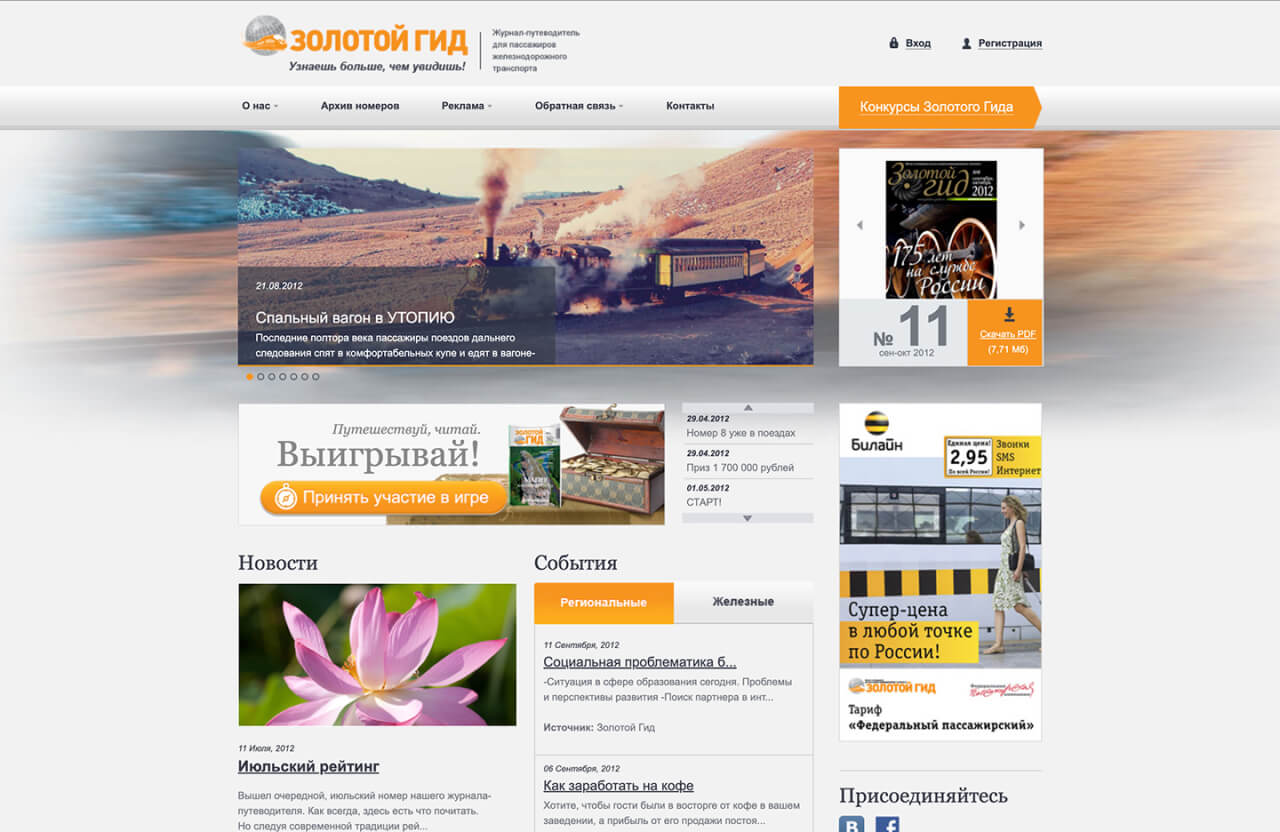 ЗОЛОТОЙ ГИД
Узнаешь больше, чем увидишь!
Журнал-путеводитель
для пассажиров
железнодорожного
транспорта
Вход
Регистрация
О нас
Архив номеров
Реклама
Обратная связь
Контакты
Конкурсы Золотого Гида
21.08.2012
Спальный вагон в УТОПИЮ
Последние полтора века пассажиры поездов дальнего
следования спят в комфортабельных купе и едят в вагоне-
Золотой
гид
сентябрь
октябрь
2012
175 лет
на службе
России
№ 11
сен-окт 2012
Скачать PDF
(7,71 Мб)
Путешествуй, читай.
Выигрывай!
Принять участие в игре
ЗОЛОТОЙ
ГИД
29.04.2012
Номер 8 уже в поездах
29.04.2012
Приз 1 700 000 рублей
01.05.2012
СТАРТ!
Билайн
Единая цена!
2,95
По всей России!
Звонки
SMS
Интернет
Супер-цена
в любой точке
по России!
ЗОЛОТОЙ ГИД
Федеральная
Тариф
«Федеральный пассажирский»
Новости
11 Июля, 2012
Июльский рейтинг
Вышел очередной, июльский номер нашего журнала-
путеводителя. Как всегда, здесь есть что почитать.
Но следуя современной традиции рей...
События
Региональные
Железные
11 Сентября, 2012
Социальная проблематика б...
-Ситуация в сфере образования сегодня. Проблемы
и перспективы развития -Поиск партнера в инт...
Источник: Золотой Гид
06 Сентября, 2012
Как заработать на кофе
Хотите, чтобы гости были в восторге от кофе в вашем
заведении, а прибыль от его продажи постоя...
Присоединяйтесь